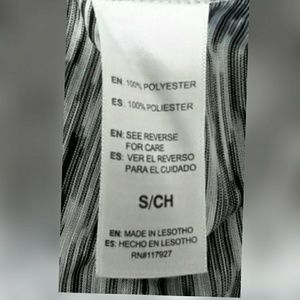 EN: 100% POLYESTER
ES: 100% POLIESTER
EN: SEE REVERSE
FOR CARE
ES: VER EL REVERSO
PARA EL CUIDADO
S/CH
EN: MADE IN LESOTHO
ES: HECHO EN LESOTHO
RN#117927